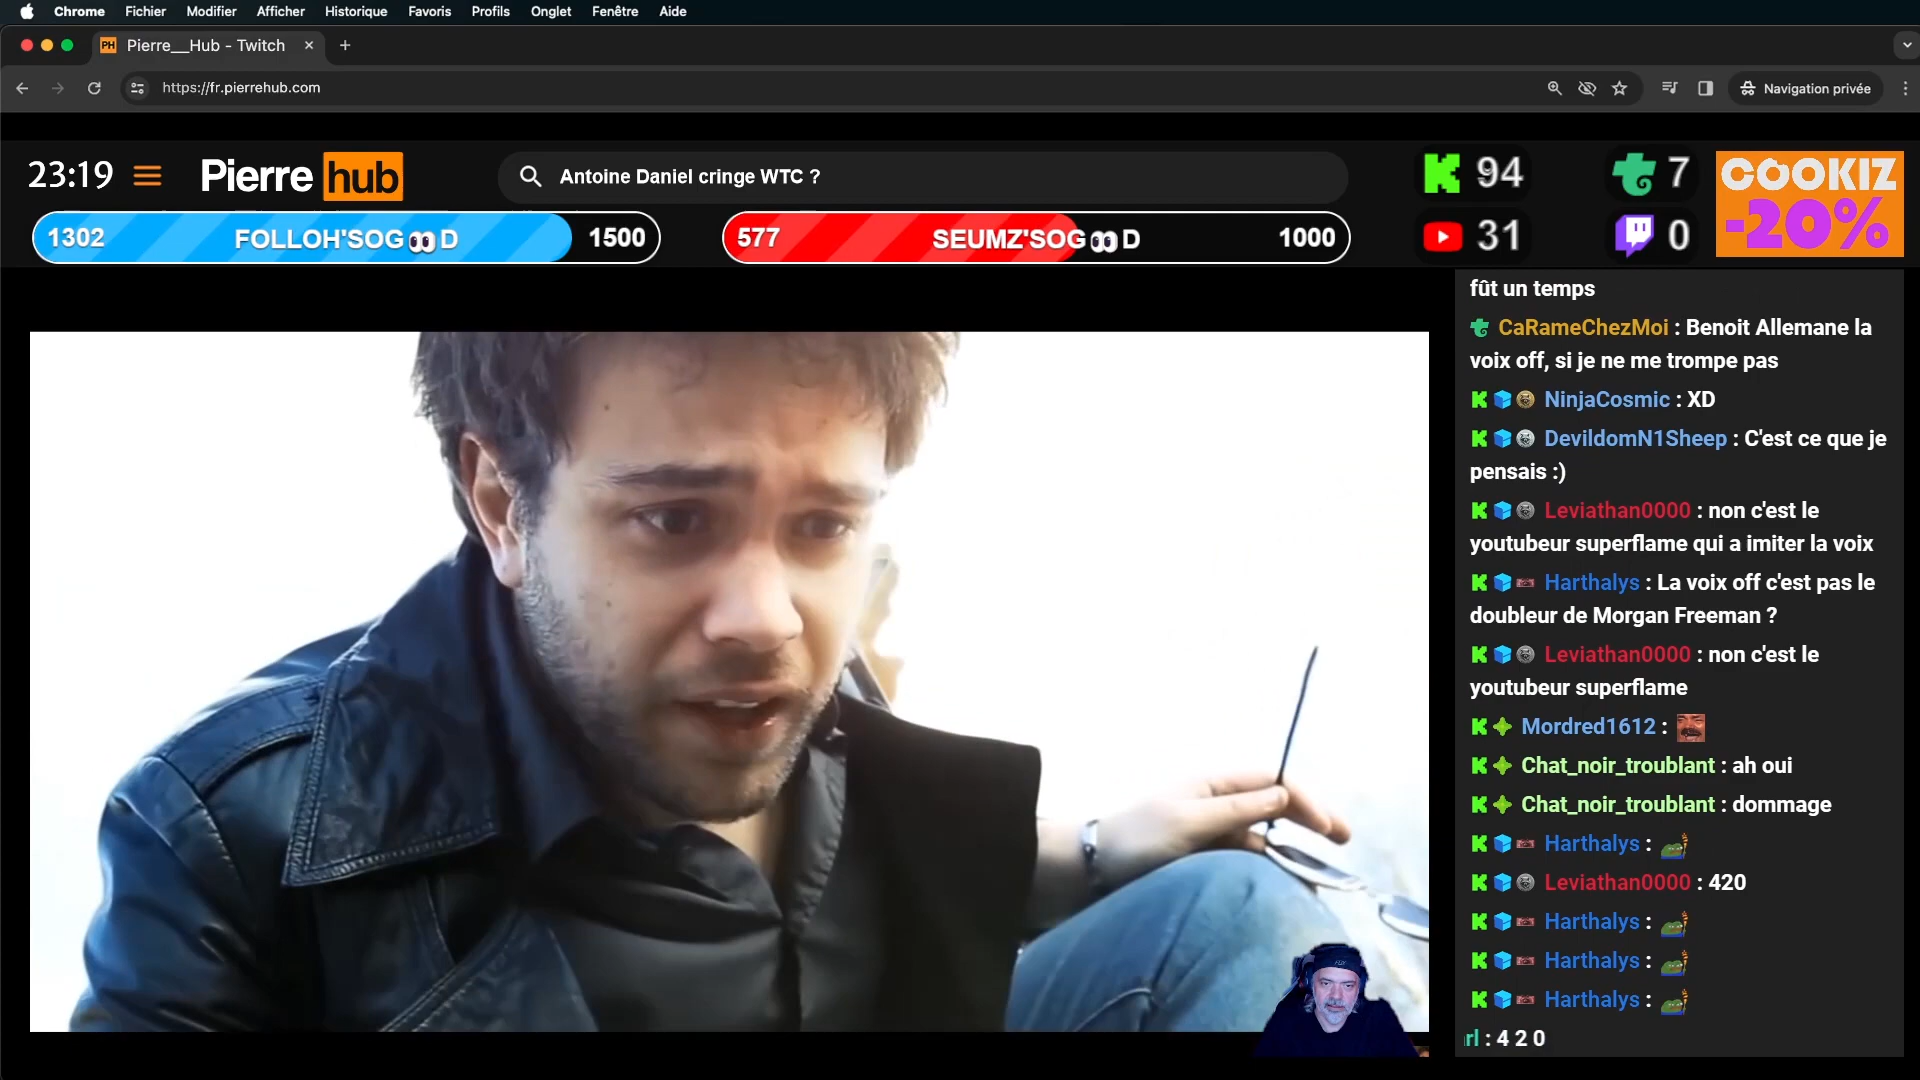 Chrome Fichier Modifier Afficher Historique Favoris Profils Onglet Fenêtre Aide
PH Pierre__Hub - Twitch
https://fr.pierrehub.com
Navigation privée
23:19
Pierre hub
Antoine Daniel cringe WTC ?
94
7
COOKIZ
-20%
1302 FOLLOH'SOG👀D 1500
577 SEUMZ'SOG👀D 1000
31
0
fût un temps
CaRameChezMoi : Benoit Allemane la
voix off, si je ne me trompe pas
NinjaCosmic : XD
DevildomN1Sheep : C'est ce que je
pensais :)
Leviathan0000 : non c'est le
youtubeur superflame qui a imiter la voix
Harthalys : La voix off c'est pas le
doubleur de Morgan Freeman ?
Leviathan0000 : non c'est le
youtubeur superflame
Mordred1612 :
Chat_noir_troublant : ah oui
Chat_noir_troublant : dommage
Harthalys :
Leviathan0000 : 420
Harthalys :
Harthalys :
Harthalys :
rl : 4 2 0